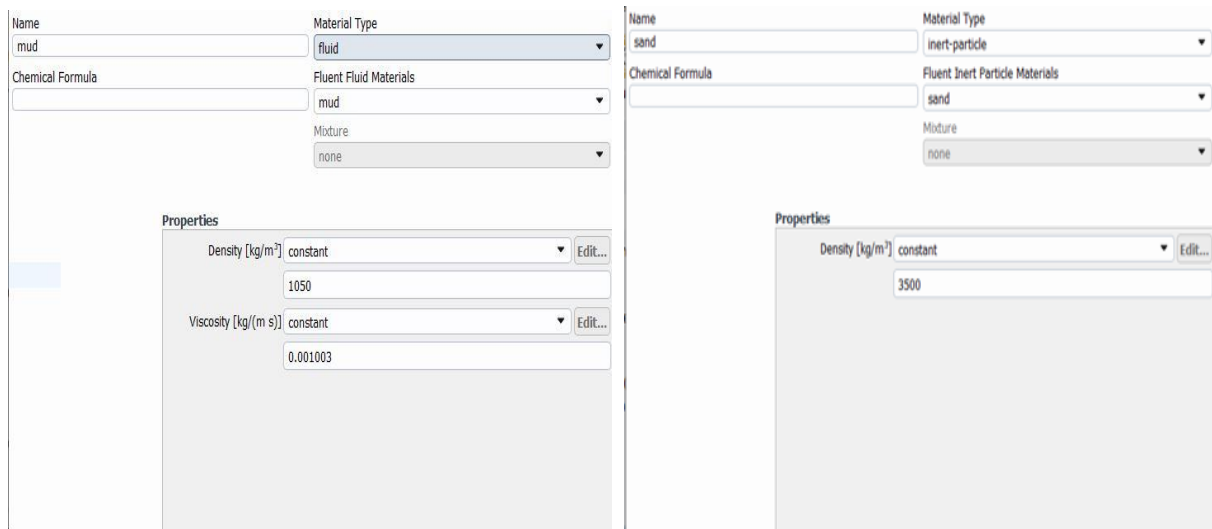 Name Material Type
mud fluid
Chemical Formula Fluent Fluid Materials
mud
Mixture
none
Properties
Density [kg/m³] constant Edit...
1050
Viscosity [kg/(m s)] constant Edit...
0.001003
Name Material Type
sand inert-particle
Chemical Formula Fluent Inert Particle Materials
sand
Mixture
none
Properties
Density [kg/m³] constant Edit...
3500